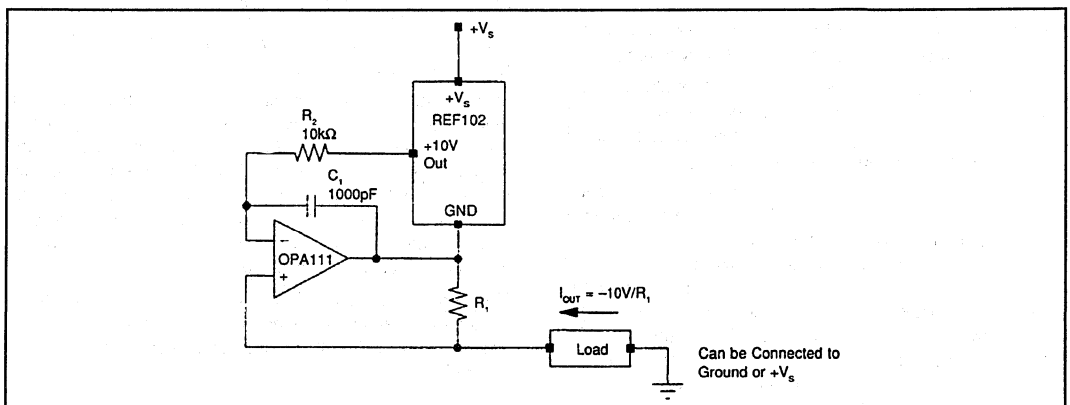 +Vₛ
+Vₛ
REF102
R₂
10kΩ
+10V
Out
C₁
1000pF
GND
−
OPA111
+
R₁
I_OUT = –10V/R₁
Load
Can be Connected to
Ground or +Vₛ